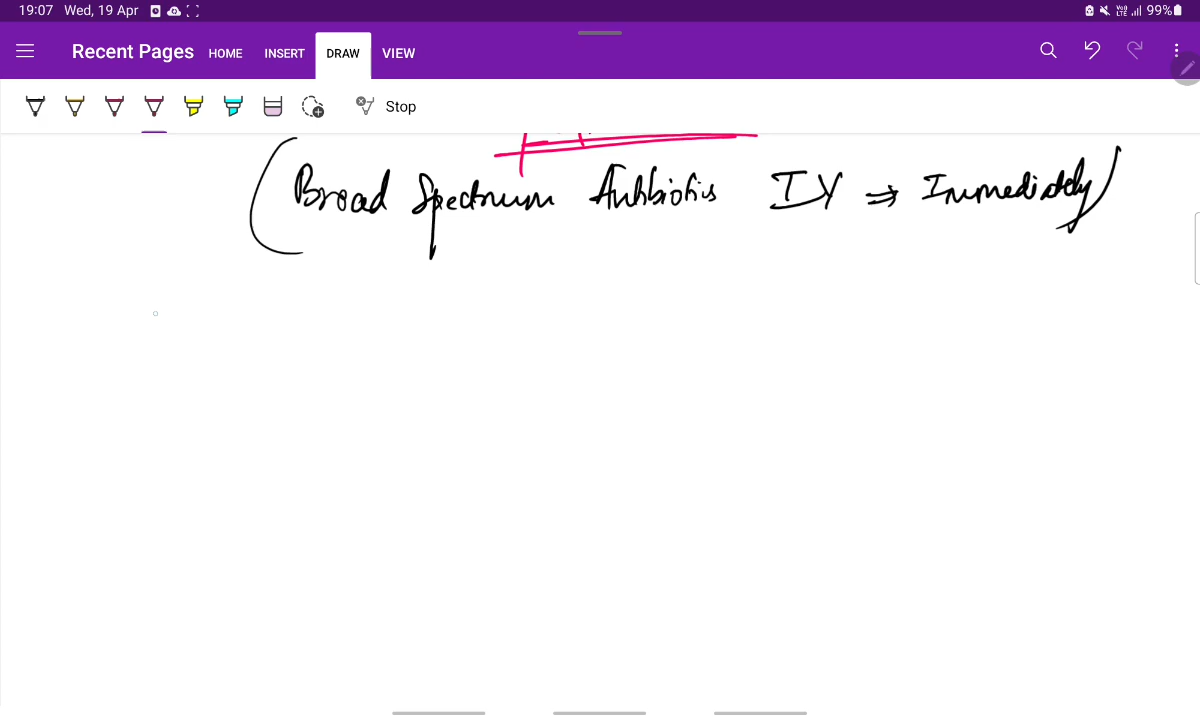 19:07 Wed, 19 Apr 99%
Recent Pages HOME INSERT DRAW VIEW
Stop
(Broad Spectrum Antibiotics IV ⇒ Immediately)